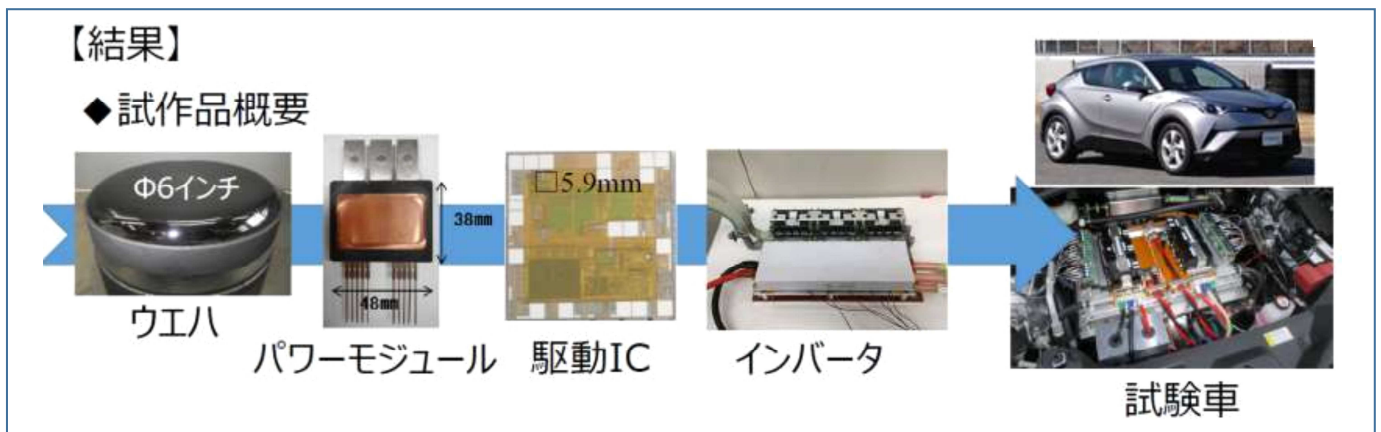 【結果】
◆試作品概要
Φ6インチ
38mm
48mm
□5.9mm
ウエハ
パワーモジュール
駆動IC
インバータ
試験車